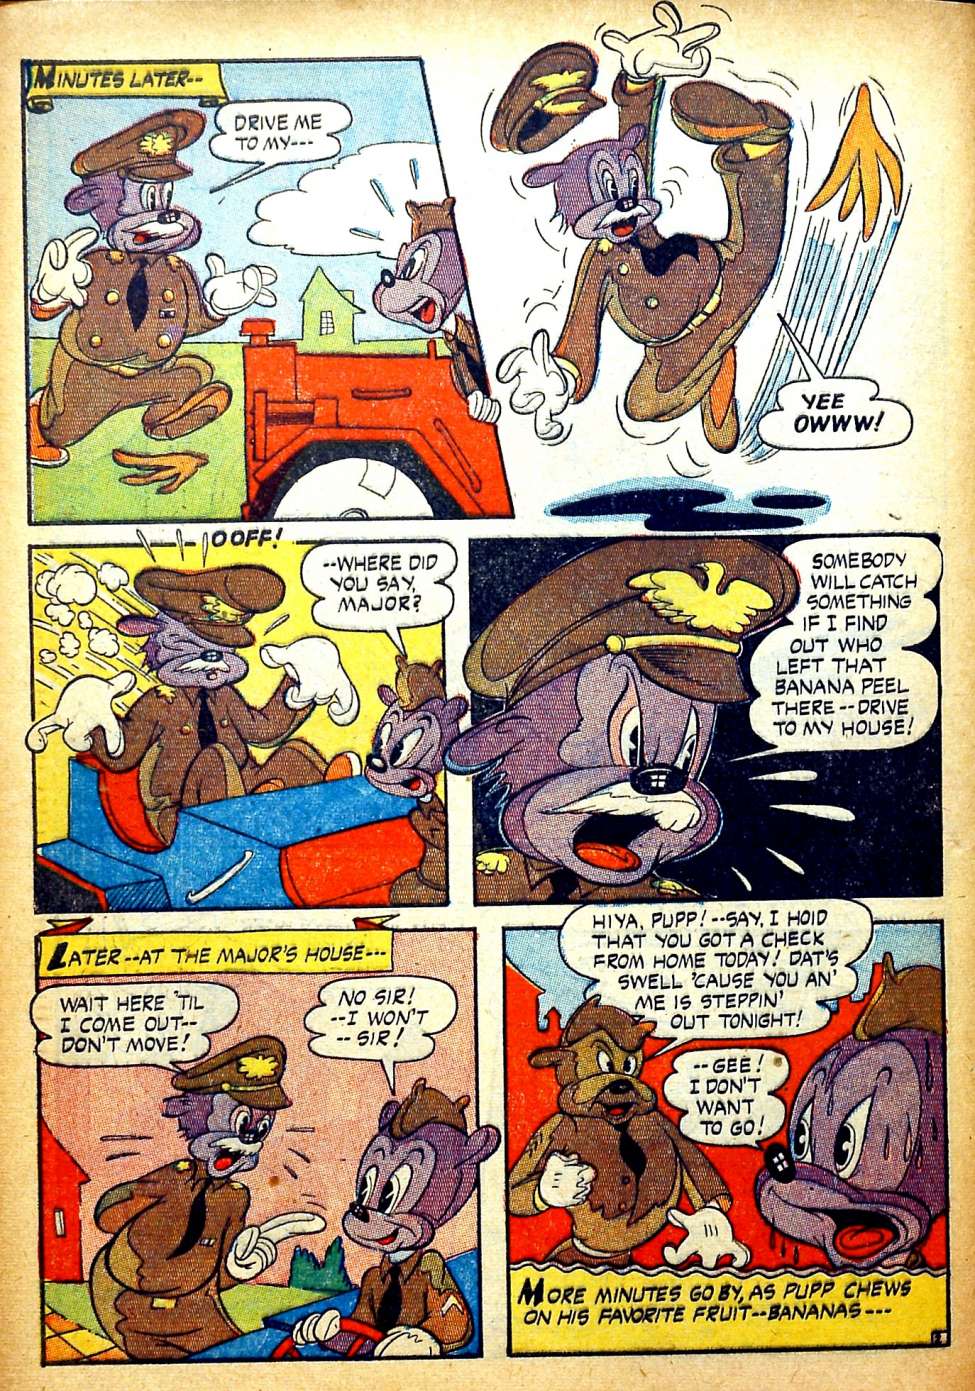 MINUTES LATER--
DRIVE ME
TO MY---
YEE
OWWW!
OOFF!
--WHERE DID
YOU SAY,
MAJOR?
SOMEBODY
WILL CATCH
SOMETHING
IF I FIND
OUT WHO
LEFT THAT
BANANA PEEL
THERE--DRIVE
TO MY HOUSE!
LATER--AT THE MAJOR'S HOUSE---
WAIT HERE 'TIL
I COME OUT--
DON'T MOVE!
NO SIR!
--I WON'T
-- SIR!
HIYA, PUPP!--SAY, I HOID
THAT YOU GOT A CHECK
FROM HOME TODAY! DAT'S
SWELL 'CAUSE YOU AN'
ME IS STEPPIN'
OUT TONIGHT!
--GEE!
I DON'T
WANT
TO GO!
MORE MINUTES GO BY, AS PUPP CHEWS
ON HIS FAVORITE FRUIT--BANANAS---
2